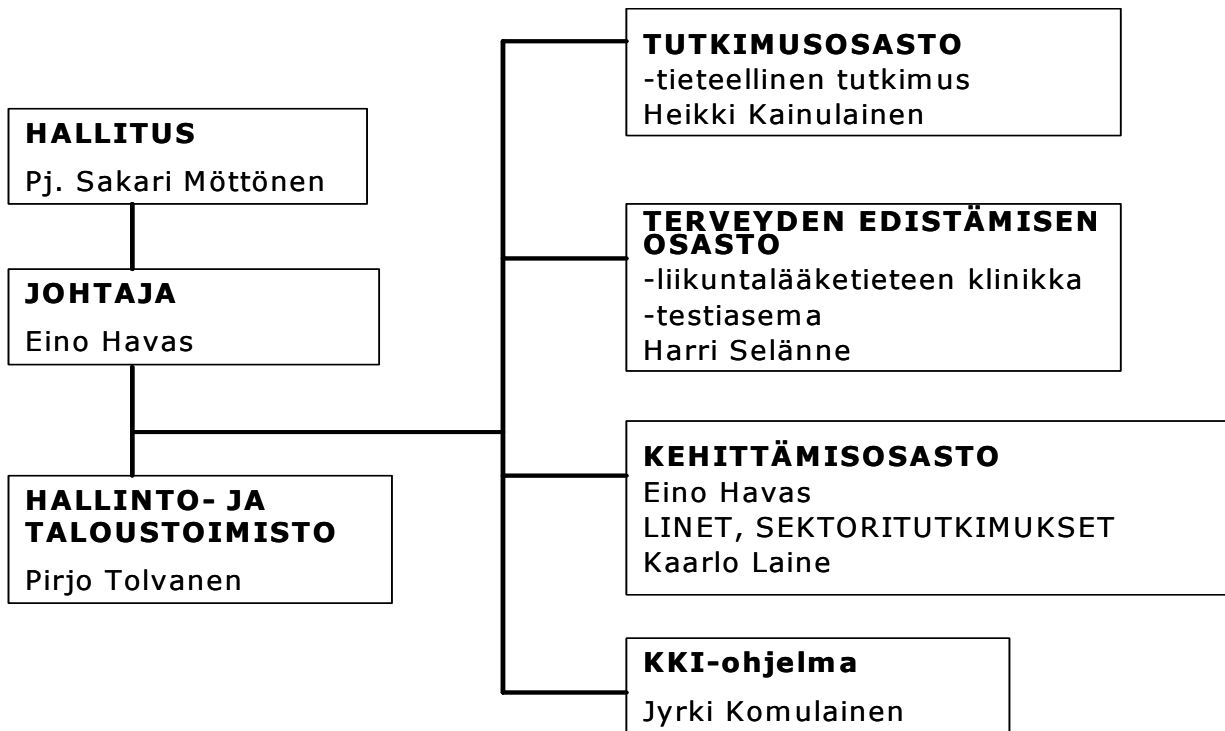 HALLITUS
Pj. Sakari Möttönen
JOHTAJA
Eino Havas
HALLINTO- JA
TALOUSTOIMISTO
Pirjo Tolvanen
TUTKIMUSOSASTO
-tieteellinen tutkimus
Heikki Kainulainen
TERVEYDEN EDISTÄMISEN
OSASTO
-liikuntalääketieteen klinikka
-testiasema
Harri Selänne
KEHITTÄMISOSASTO
Eino Havas
LINET, SEKTORITUTKIMUKSET
Kaarlo Laine
KKI-ohjelma
Jyrki Komulainen